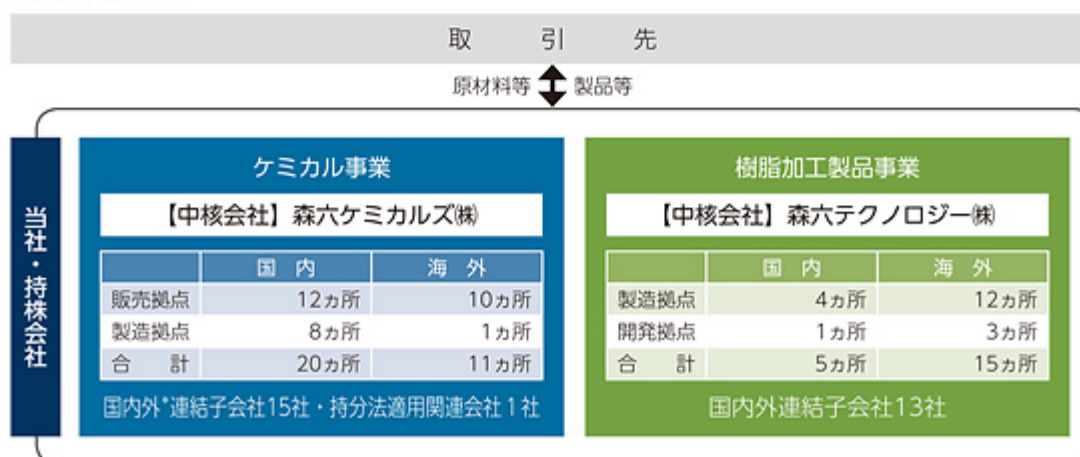 取引先
原材料等 製品等
当社・持株会社
ケミカル事業
【中核会社】森六ケミカルズ㈱
国内 海外
販売拠点 12ヵ所 10ヵ所
製造拠点 8ヵ所 1ヵ所
合計 20ヵ所 11ヵ所
国内外*連結子会社15社・持分法適用関連会社1社
樹脂加工製品事業
【中核会社】森六テクノロジー㈱
国内 海外
製造拠点 4ヵ所 12ヵ所
開発拠点 1ヵ所 3ヵ所
合計 5ヵ所 15ヵ所
国内外連結子会社13社